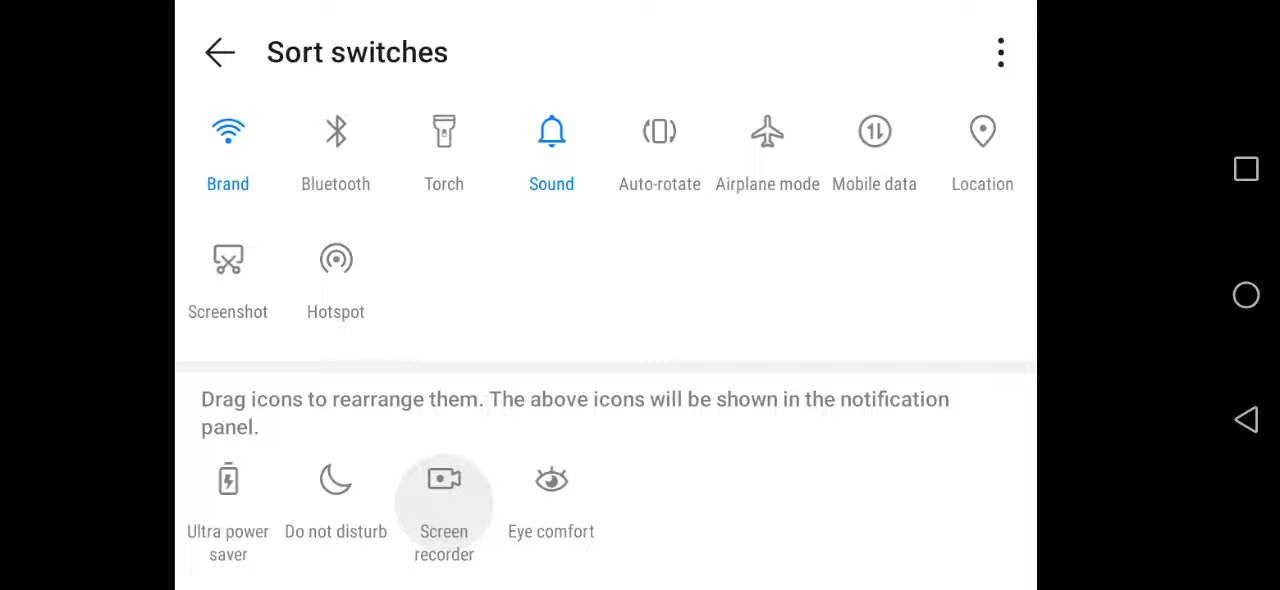 Sort switches
Brand Bluetooth Torch Sound Auto-rotate Airplane mode Mobile data Location
Screenshot Hotspot
Drag icons to rearrange them. The above icons will be shown in the notification
panel.
Ultra power saver
Do not disturb
Screen recorder
Eye comfort